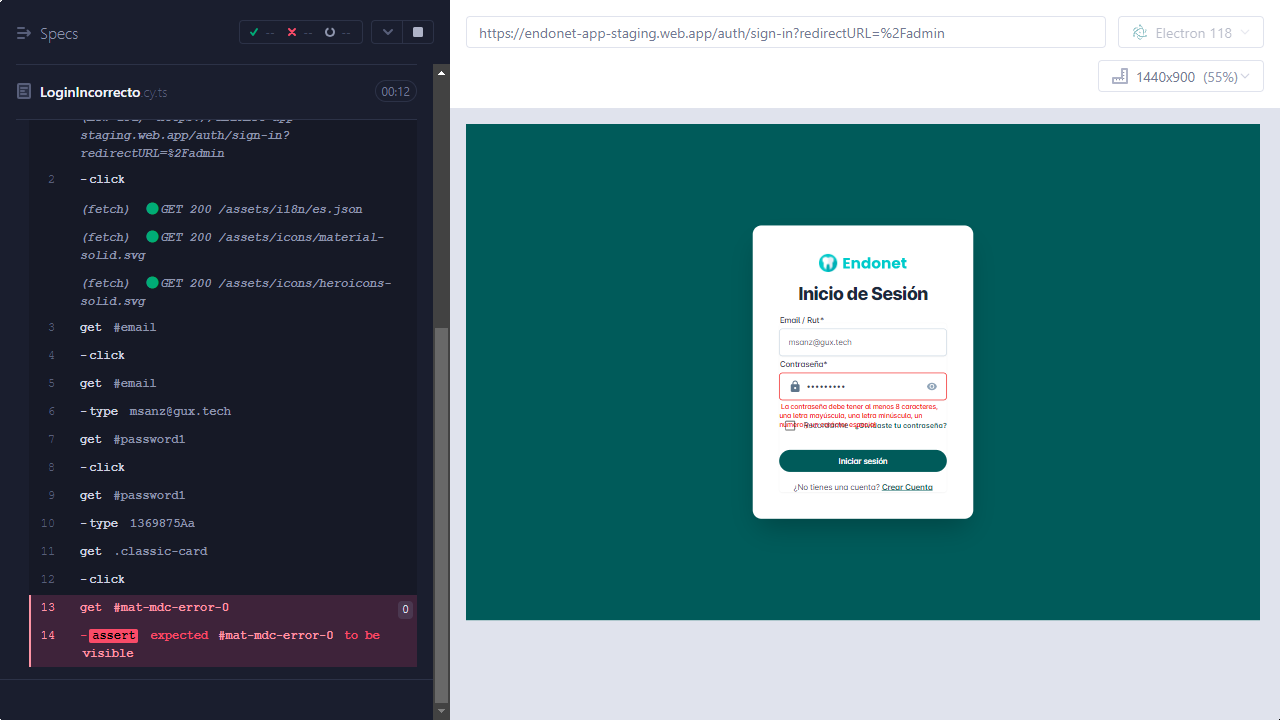 Specs
--
--
--
LoginIncorrecto.cy.ts
00:12
staging.web.app/auth/sign-in?
redirectURL=%2Fadmin
2 -click
(fetch) GET 200 /assets/i18n/es.json
(fetch) GET 200 /assets/icons/material-
solid.svg
(fetch) GET 200 /assets/icons/heroicons-
solid.svg
3 get #email
4 -click
5 get #email
6 -type msanz@gux.tech
7 get #password1
8 -click
9 get #password1
10 -type 1369875Aa
11 get .classic-card
12 -click
13 get #mat-mdc-error-0 0
14 -assert expected #mat-mdc-error-0 to be
visible
https://endonet-app-staging.web.app/auth/sign-in?redirectURL=%2Fadmin
Electron 118
1440x900 (55%)
Endonet
Inicio de Sesión
Email / Rut*
msanz@gux.tech
Contraseña*
•••••••••
La contraseña debe tener al menos 8 caracteres,
una letra mayúscula, una letra minúscula, un
tu contraseña?
Iniciar sesión
¿No tienes una cuenta? Crear Cuenta